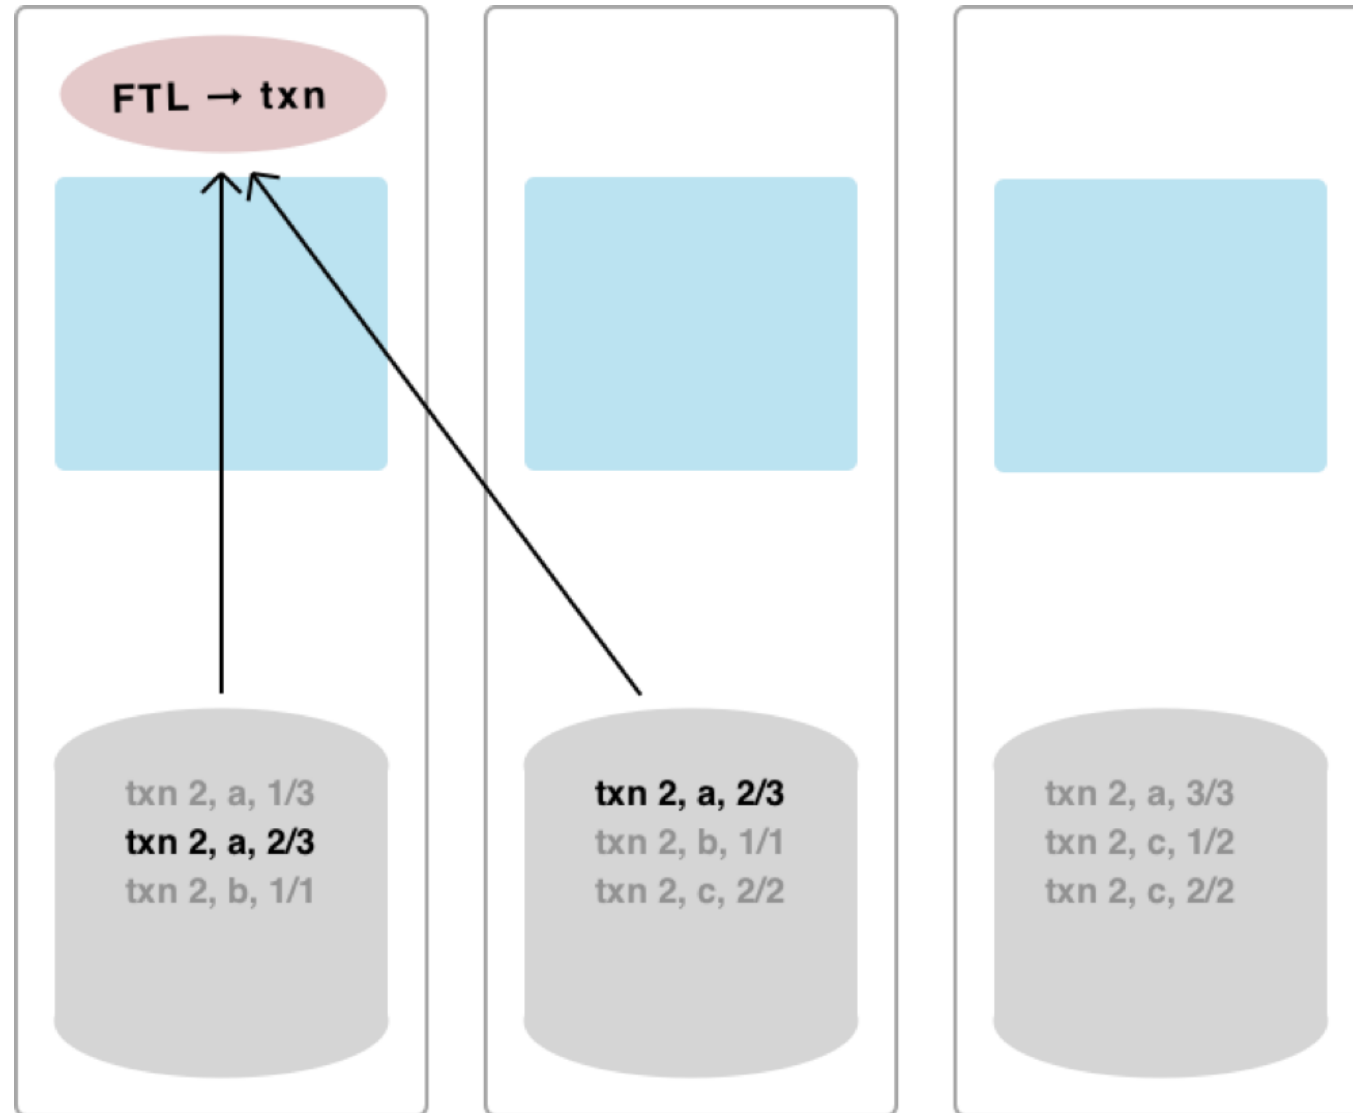 FTL → txn
txn 2, a, 1/3
txn 2, a, 2/3
txn 2, b, 1/1
txn 2, a, 2/3
txn 2, b, 1/1
txn 2, c, 2/2
txn 2, a, 3/3
txn 2, c, 1/2
txn 2, c, 2/2